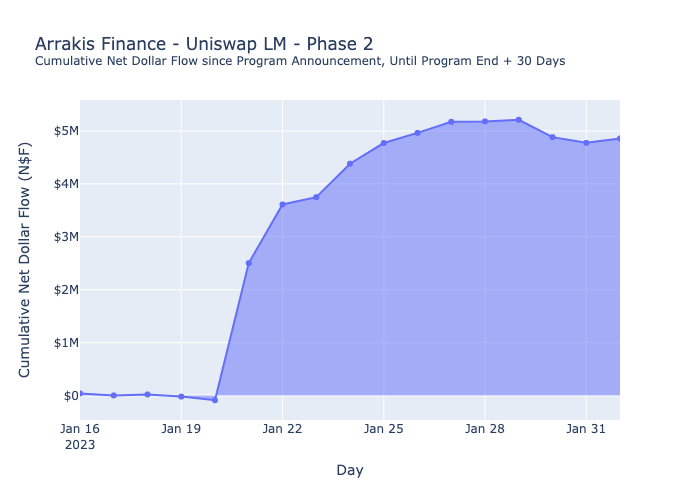 Arrakis Finance - Uniswap LM - Phase 2
Cumulative Net Dollar Flow since Program Announcement, Until Program End + 30 Days
Cumulative Net Dollar Flow (N$F)
$5M
$4M
$3M
$2M
$1M
$0
Jan 16
2023
Jan 19
Jan 22
Jan 25
Jan 28
Jan 31
Day